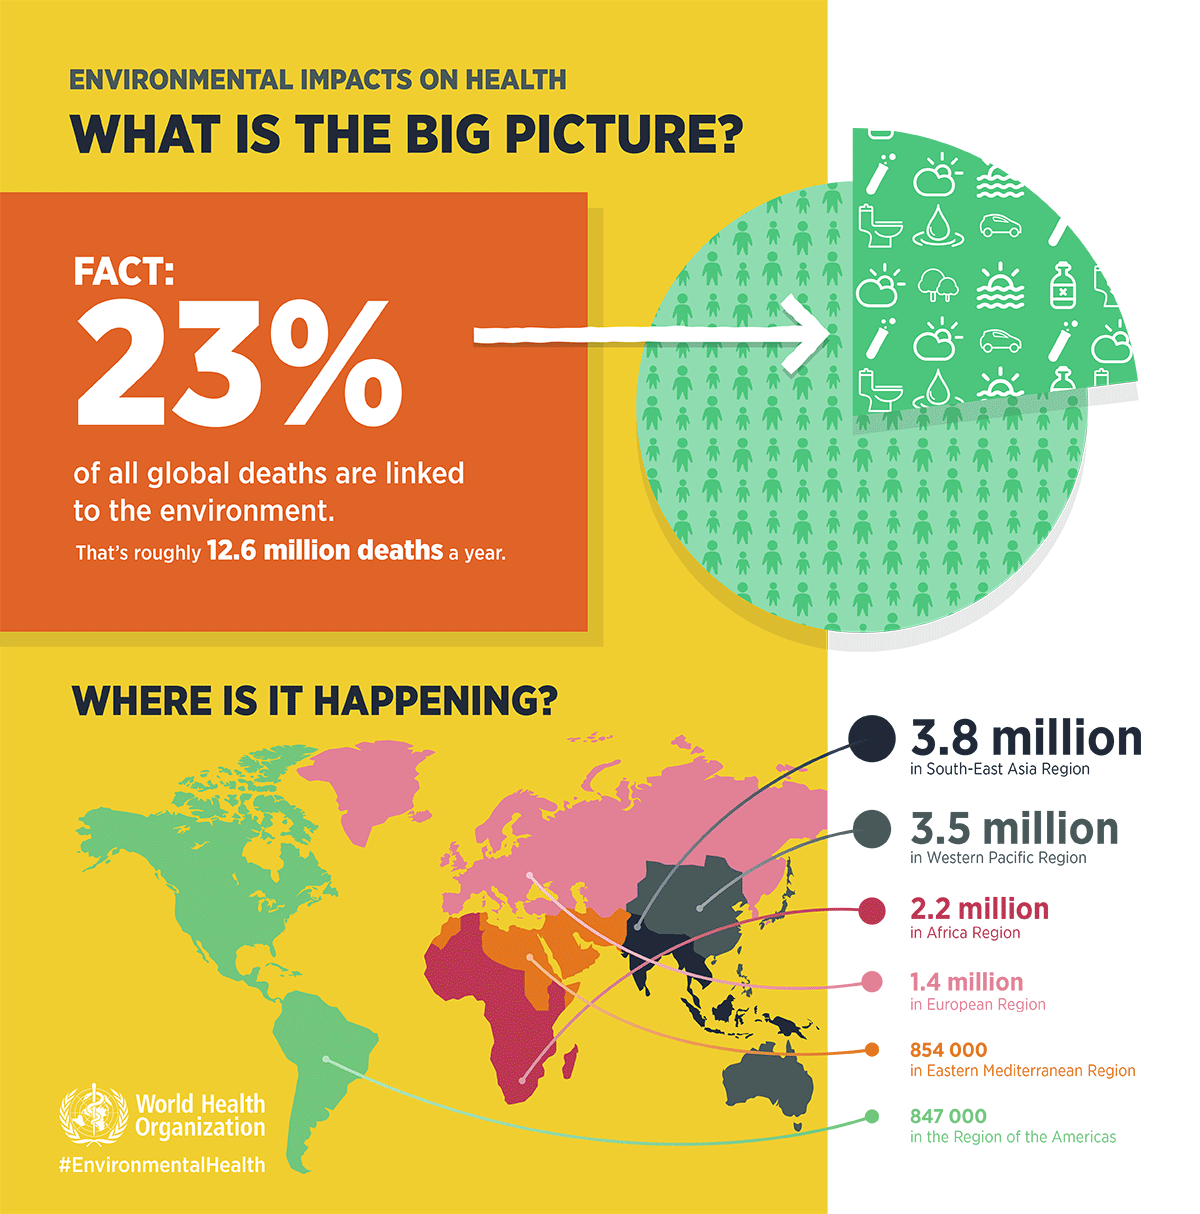 ENVIRONMENTAL IMPACTS ON HEALTH
WHAT IS THE BIG PICTURE?
FACT:
23%
of all global deaths are linked
to the environment.
That's roughly 12.6 million deaths a year.
WHERE IS IT HAPPENING?
3.8 million
in South-East Asia Region
3.5 million
in Western Pacific Region
2.2 million
in Africa Region
1.4 million
in European Region
854 000
in Eastern Mediterranean Region
847 000
in the Region of the Americas
World Health
Organization
#EnvironmentalHealth